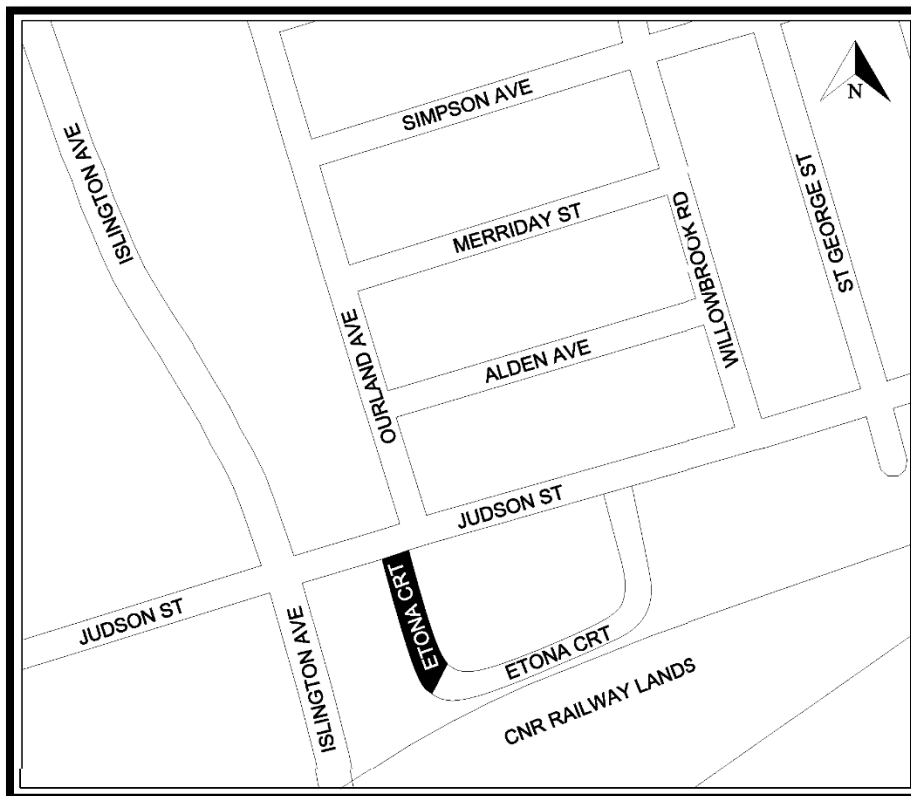 SIMPSON AVE
N
ISLINGTON AVE
ST GEORGE ST
MERRIDAY ST
WILLOWBROOK RD
OURLAND AVE
ALDEN AVE
JUDSON ST
ETONA CRT
JUDSON ST
ISLINGTON AVE
ETONA CRT
CNR RAILWAY LANDS